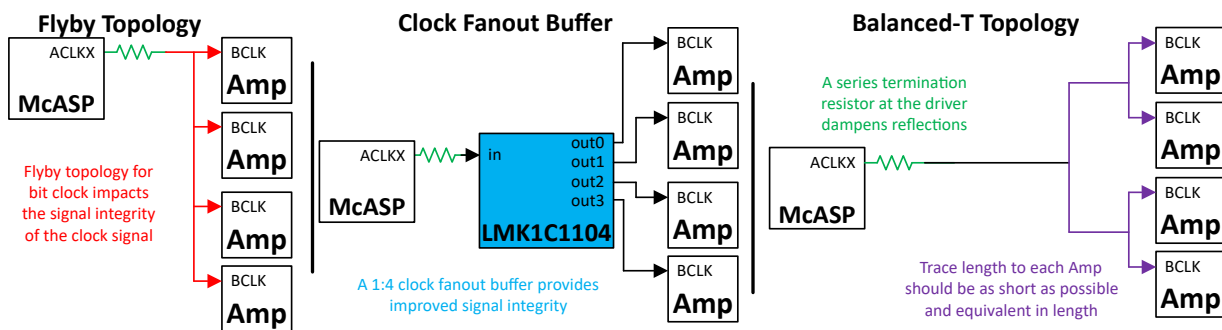 Flyby Topology
ACLKX
McASP
BCLK
Amp
BCLK
Amp
BCLK
Amp
BCLK
Amp
Flyby topology for
bit clock impacts
the signal integrity
of the clock signal
Clock Fanout Buffer
ACLKX
McASP
in
out0
out1
out2
out3
LMK1C1104
BCLK
Amp
BCLK
Amp
BCLK
Amp
BCLK
Amp
A 1:4 clock fanout buffer provides
improved signal integrity
Balanced-T Topology
A series termination
resistor at the driver
dampens reflections
ACLKX
McASP
BCLK
Amp
BCLK
Amp
BCLK
Amp
BCLK
Amp
Trace length to each Amp
should be as short as possible
and equivalent in length